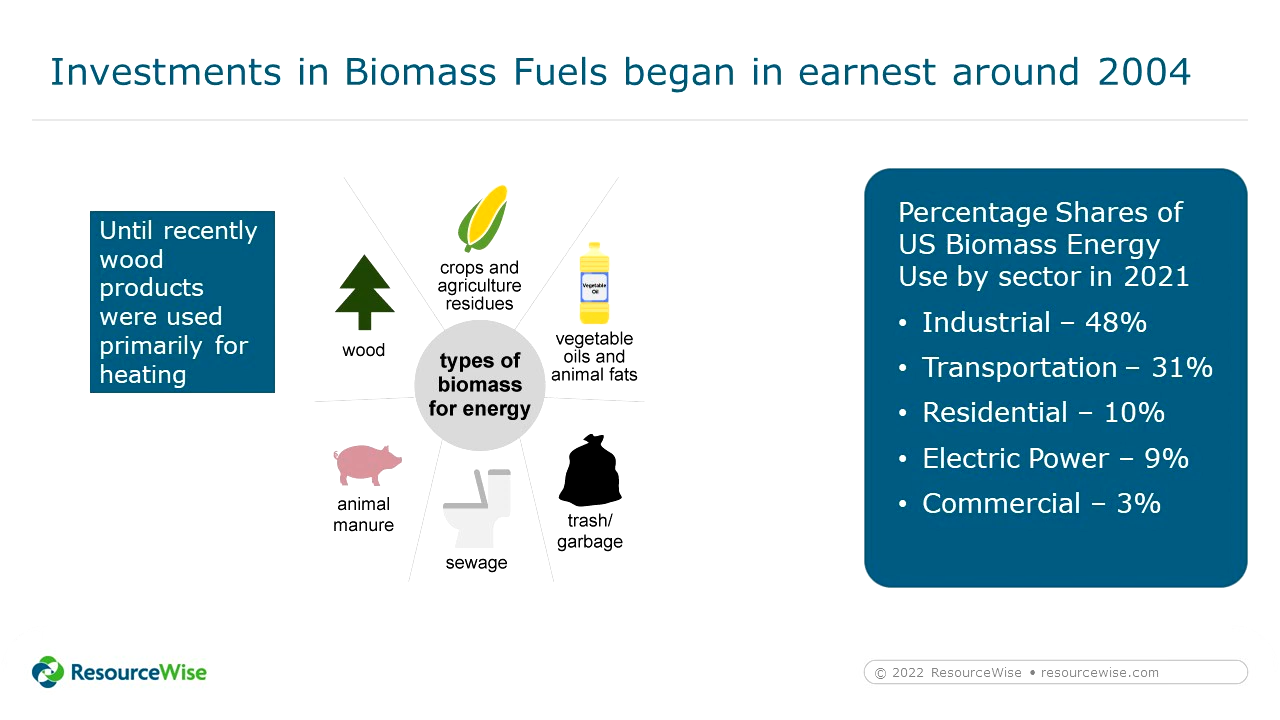 Investments in Biomass Fuels began in earnest around 2004
Until recently
wood
products
were used
primarily for
heating
crops and
agriculture
residues
wood
Vegetable
Oil
vegetable
oils and
animal fats
types of
biomass
for energy
animal
manure
sewage
trash/
garbage
Percentage Shares of
US Biomass Energy
Use by sector in 2021
• Industrial – 48%
• Transportation – 31%
• Residential – 10%
• Electric Power – 9%
• Commercial – 3%
ResourceWise
© 2022 ResourceWise • resourcewise.com